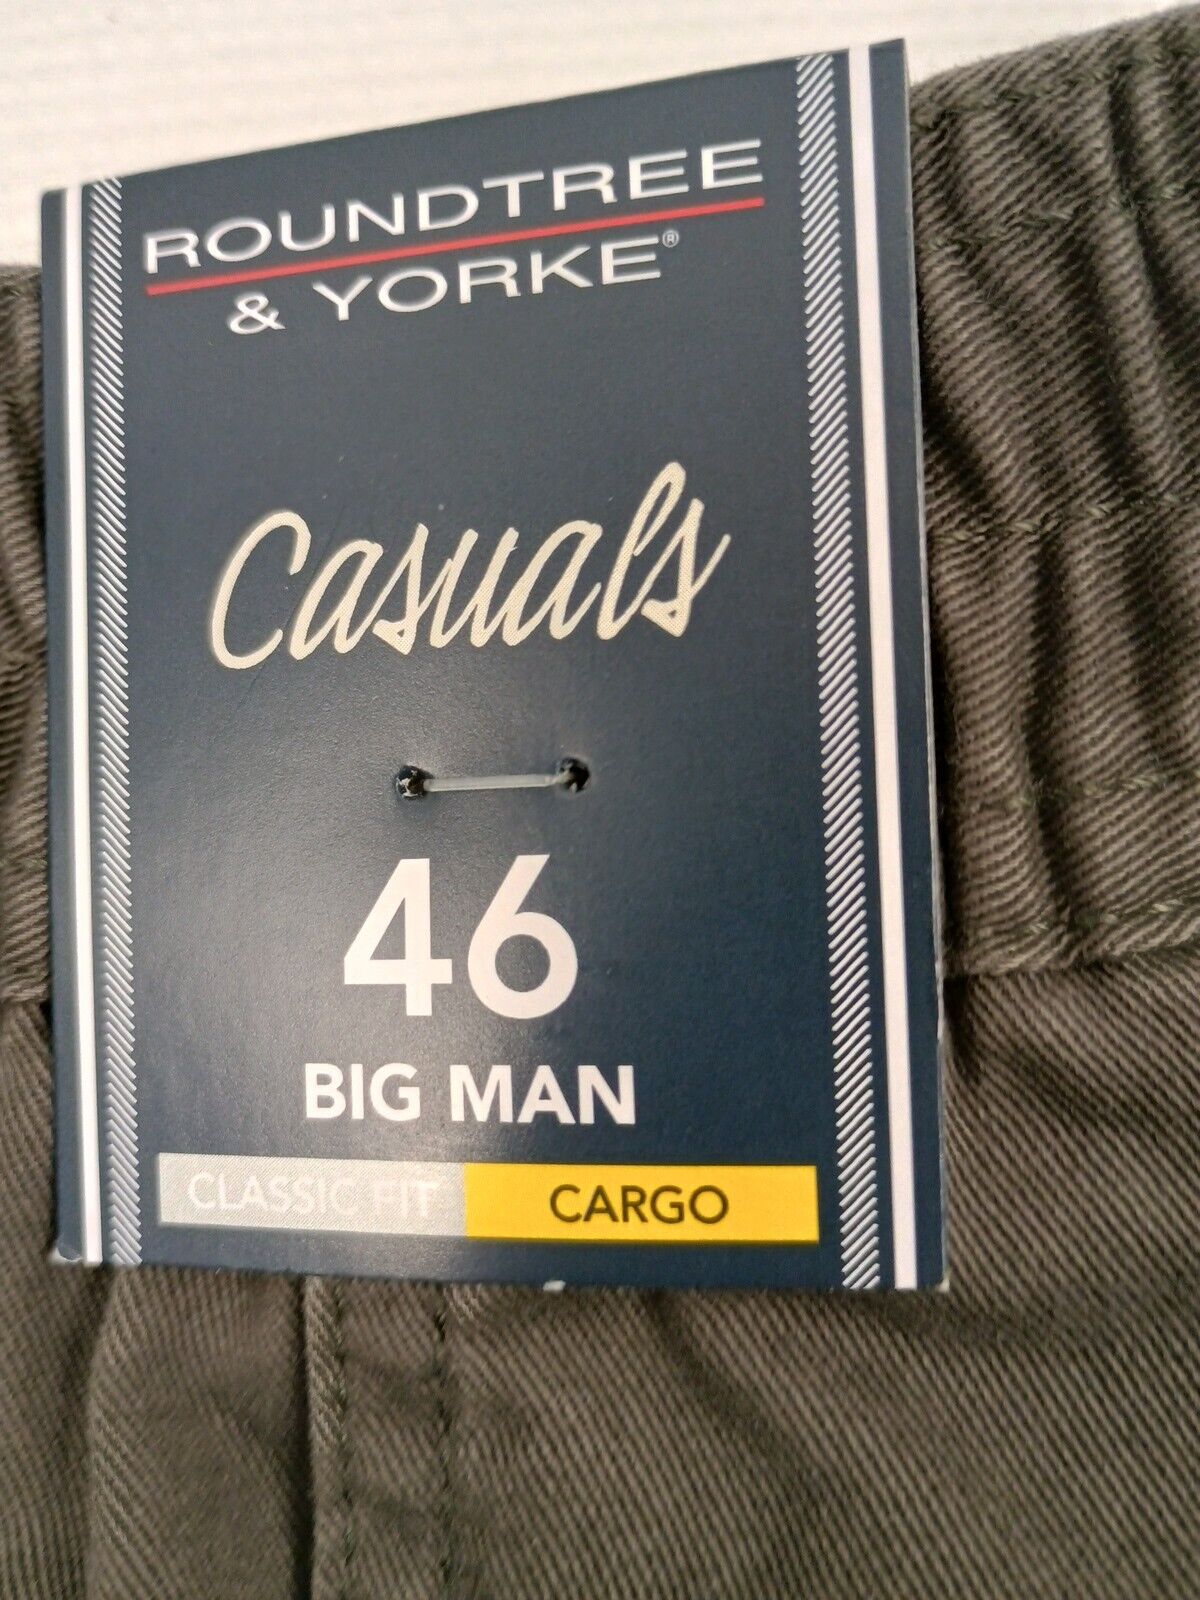 ROUNDTREE
& YORKE®
Casuals
46
BIG MAN
CLASSIC FIT CARGO